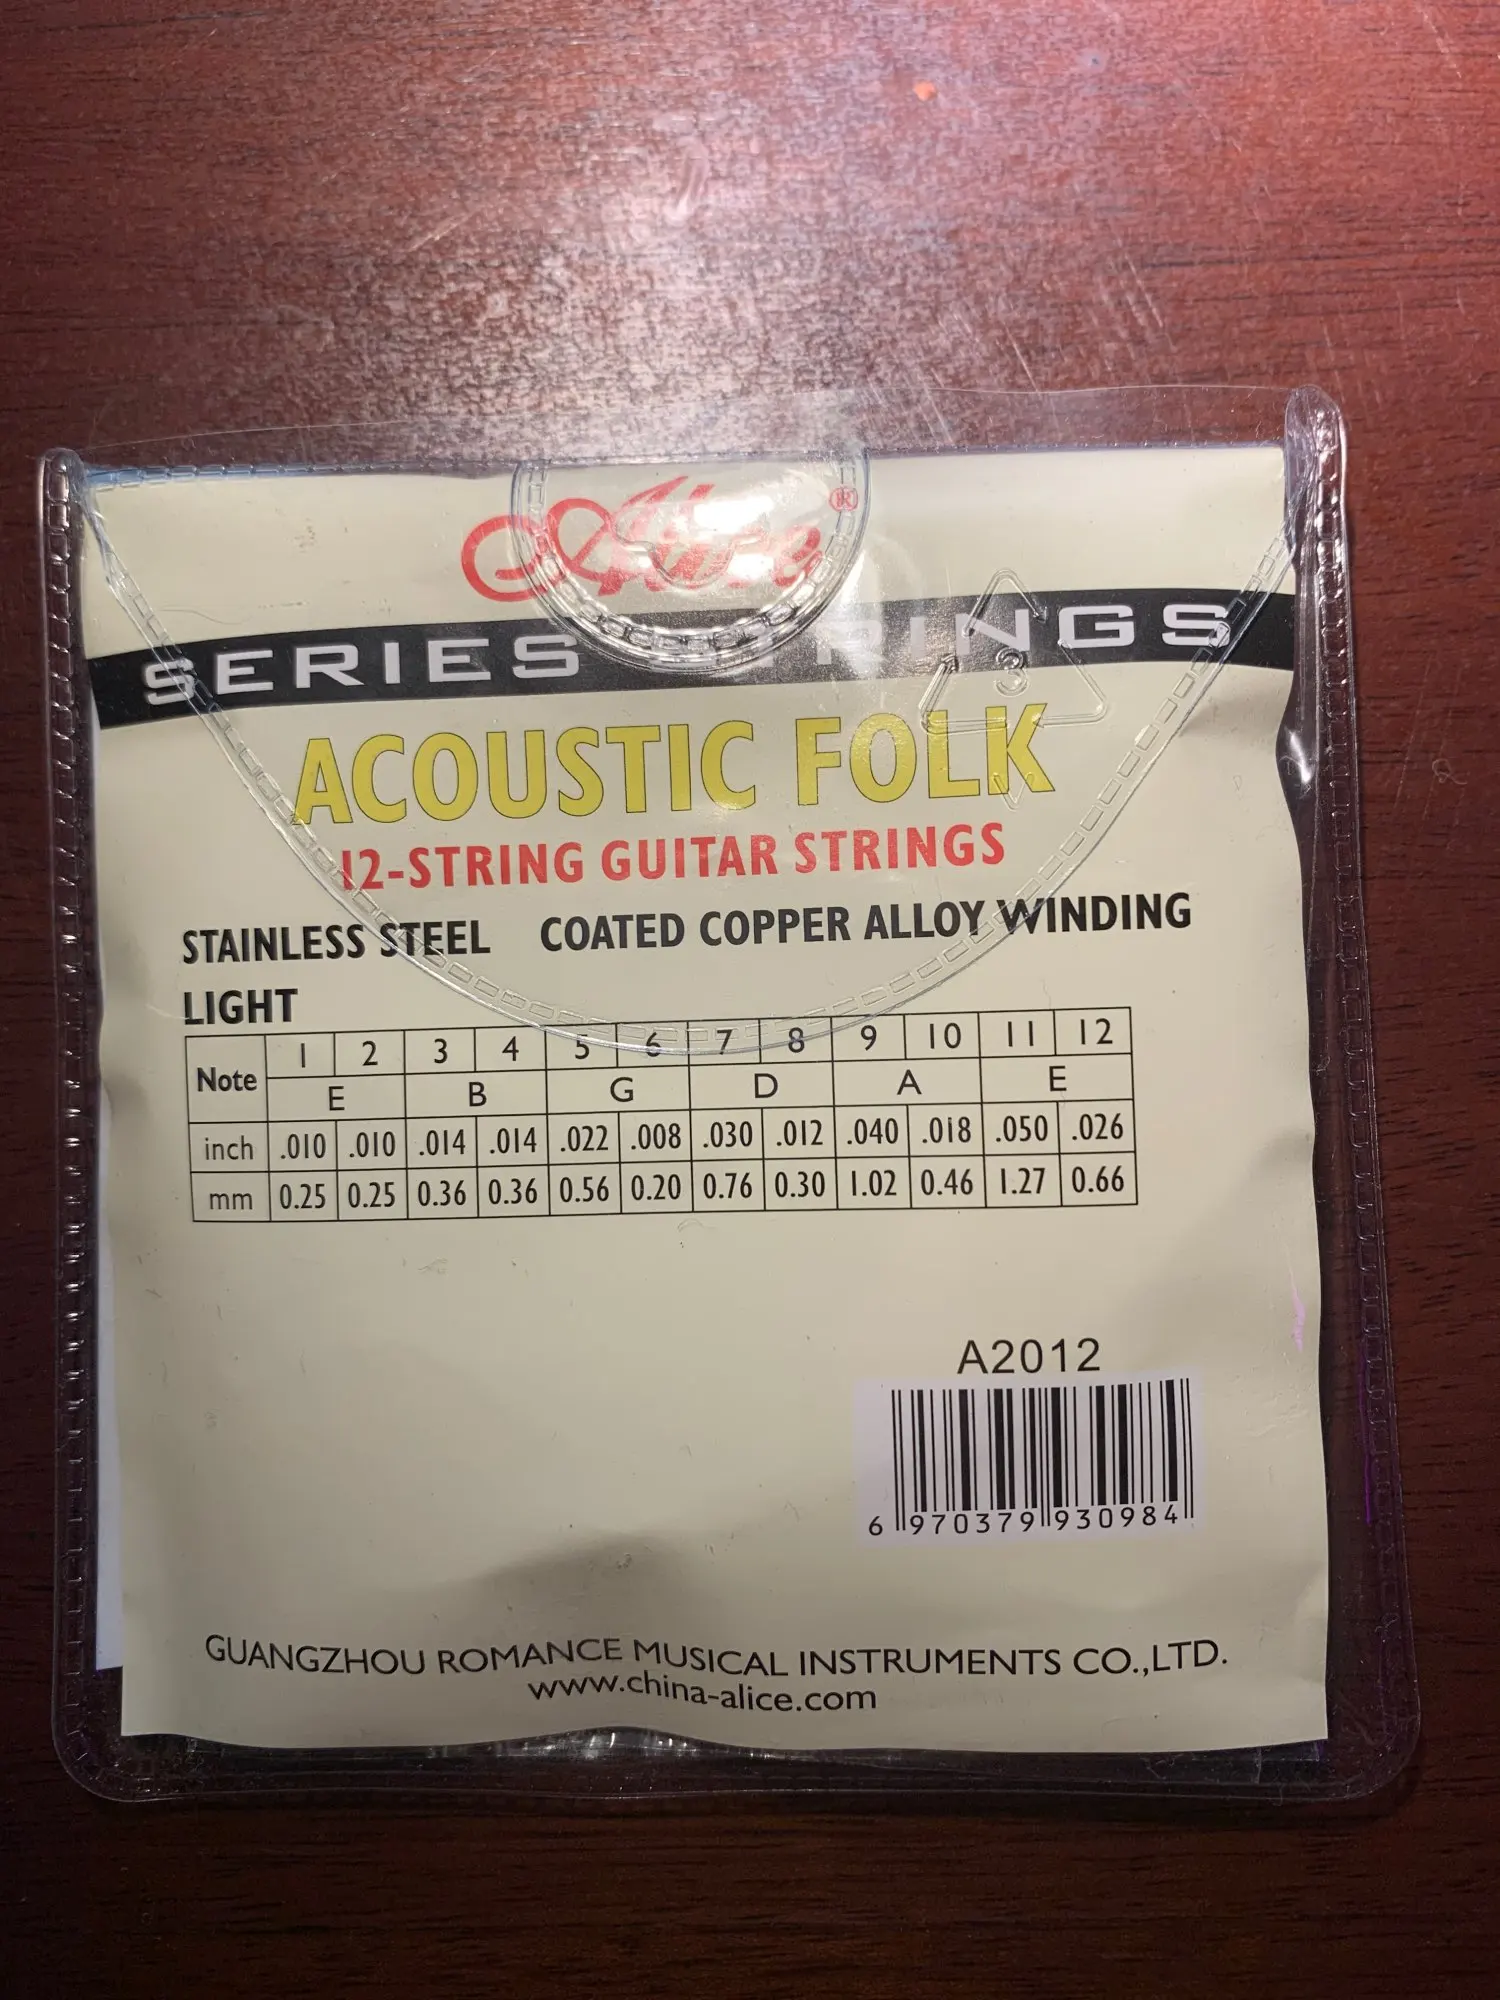 Alice®
SERIES STRINGS
ACOUSTIC FOLK
12-STRING GUITAR STRINGS
STAINLESS STEEL COATED COPPER ALLOY WINDING
LIGHT
Note 1 2 3 4 5 6 7 8 9 10 11 12
E B G D A E
inch .010 .010 .014 .014 .022 .008 .030 .012 .040 .018 .050 .026
mm 0.25 0.25 0.36 0.36 0.56 0.20 0.76 0.30 1.02 0.46 1.27 0.66
A2012
6 970379 930984
GUANGZHOU ROMANCE MUSICAL INSTRUMENTS CO.,LTD.
www.china-alice.com
3